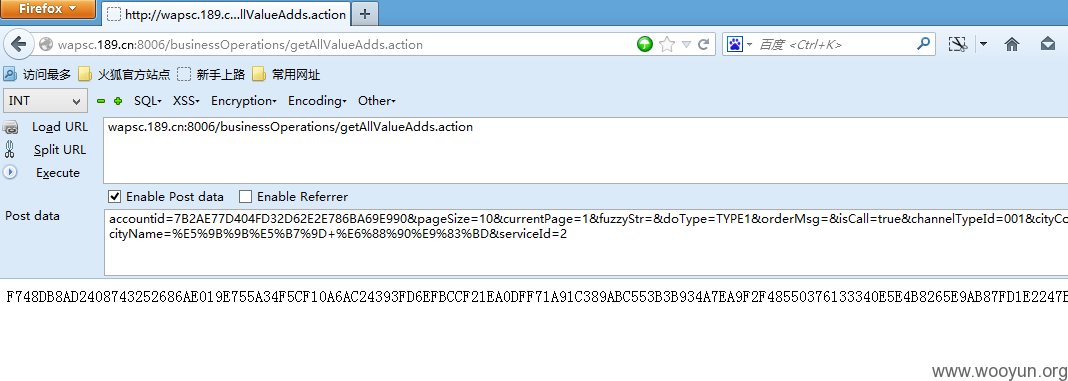 Firefox
http://wapsc.189.c...llValueAdds.action
wapsc.189.cn:8006/businessOperations/getAllValueAdds.action
百度 <Ctrl+K>
访问最多 火狐官方站点 新手上路 常用网址
INT SQL- XSS- Encryption- Encoding- Other-
Load URL
wapsc.189.cn:8006/businessOperations/getAllValueAdds.action
Split URL
Execute
Enable Post data Enable Referrer
Post data
accountid=7B2AE77D404FD32D62E2E786BA69E990&pageSize=10&currentPage=1&fuzzyStr=&doType=TYPE1&orderMsg=&isCall=true&channelTypeId=001&cityCo
cityName=%E5%9B%9B%E5%B7%9D+%E6%88%90%E9%83%BD&serviceId=2
F748DB8AD2408743252686AE019E755A34F5CF10A6AC24393FD6EFBCCF21EA0DFF71A91C389ABC553B3B934A7EA9F2F48550376133340E5E4B8265E9AB87FD1E2247E
www.wooyun.org